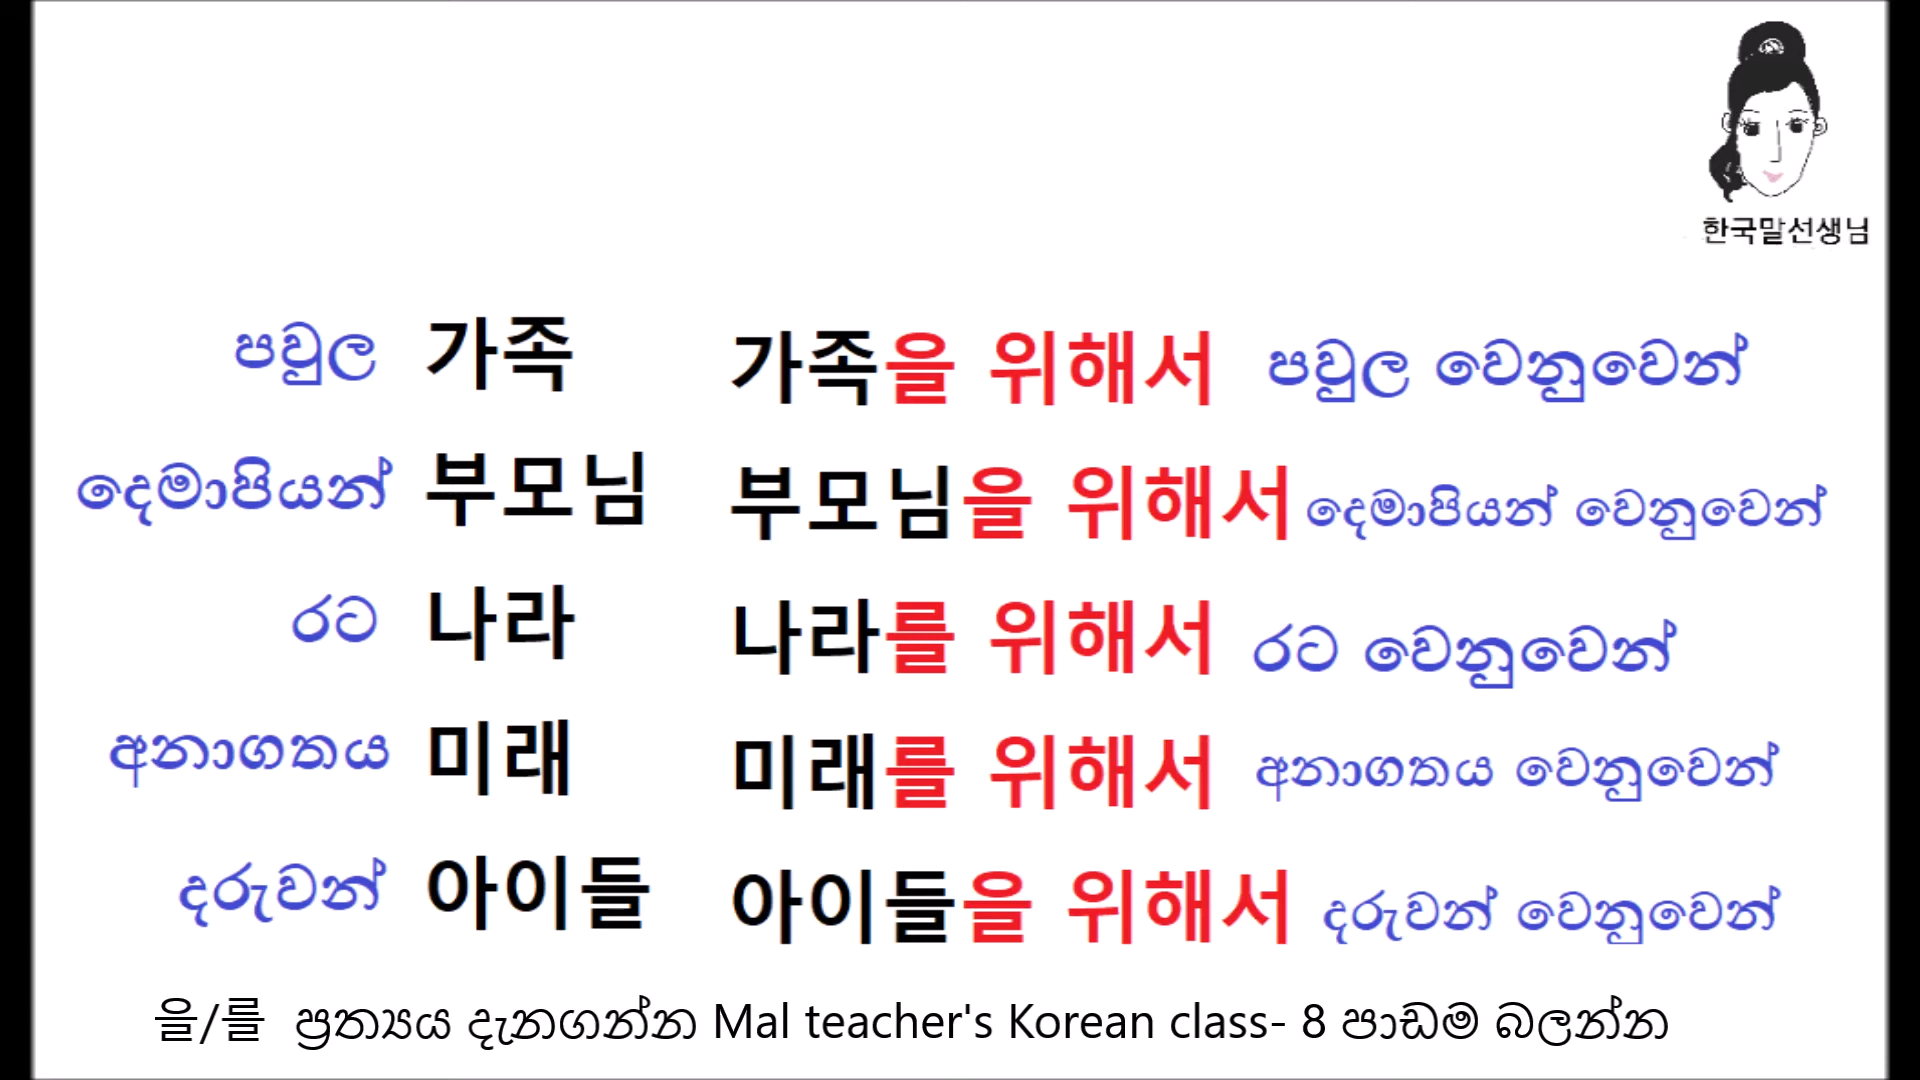 한국말선생님
පවුල 가족 가족을 위해서 පවුල වෙනුවෙන්
දෙමාපියන් 부모님 부모님을 위해서 දෙමාපියන් වෙනුවෙන්
රට 나라 나라를 위해서 රට වෙනුවෙන්
අනාගතය 미래 미래를 위해서 අනාගතය වෙනුවෙන්
දරුවන් 아이들 아이들을 위해서 දරුවන් වෙනුවෙන්
을/를 ප්‍රත්‍යය දැනගන්න Mal teacher's Korean class- 8 පාඩම බලන්න